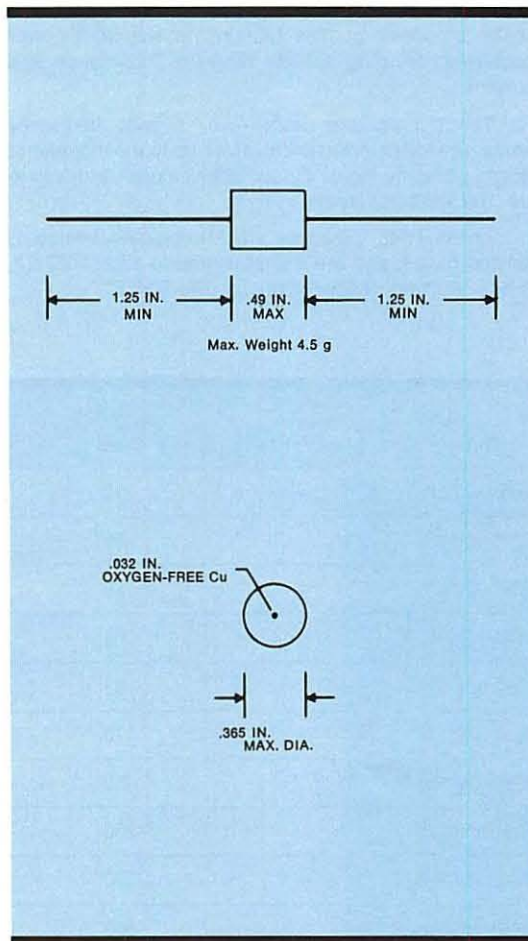 1.25 IN.
MIN
.49 IN.
MAX
1.25 IN.
MIN
Max. Weight 4.5 g
.032 IN.
OXYGEN-FREE Cu
.365 IN.
MAX. DIA.